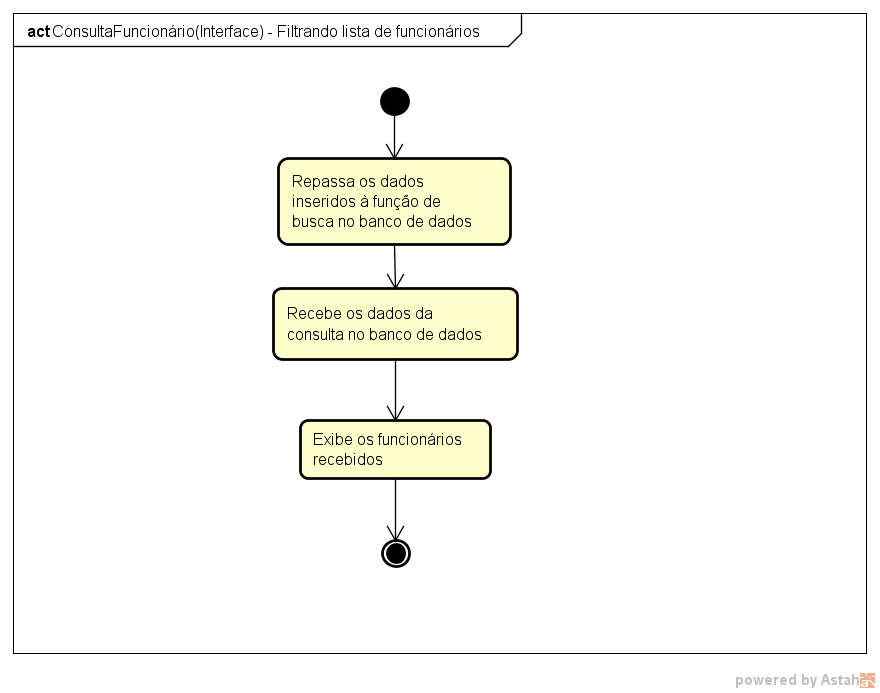 act ConsultaFuncionário(Interface) - Filtrando lista de funcionários
Repassa os dados
inseridos à função de
busca no banco de dados
Recebe os dados da
consulta no banco de dados
Exibe os funcionários
recebidos
powered by Astah